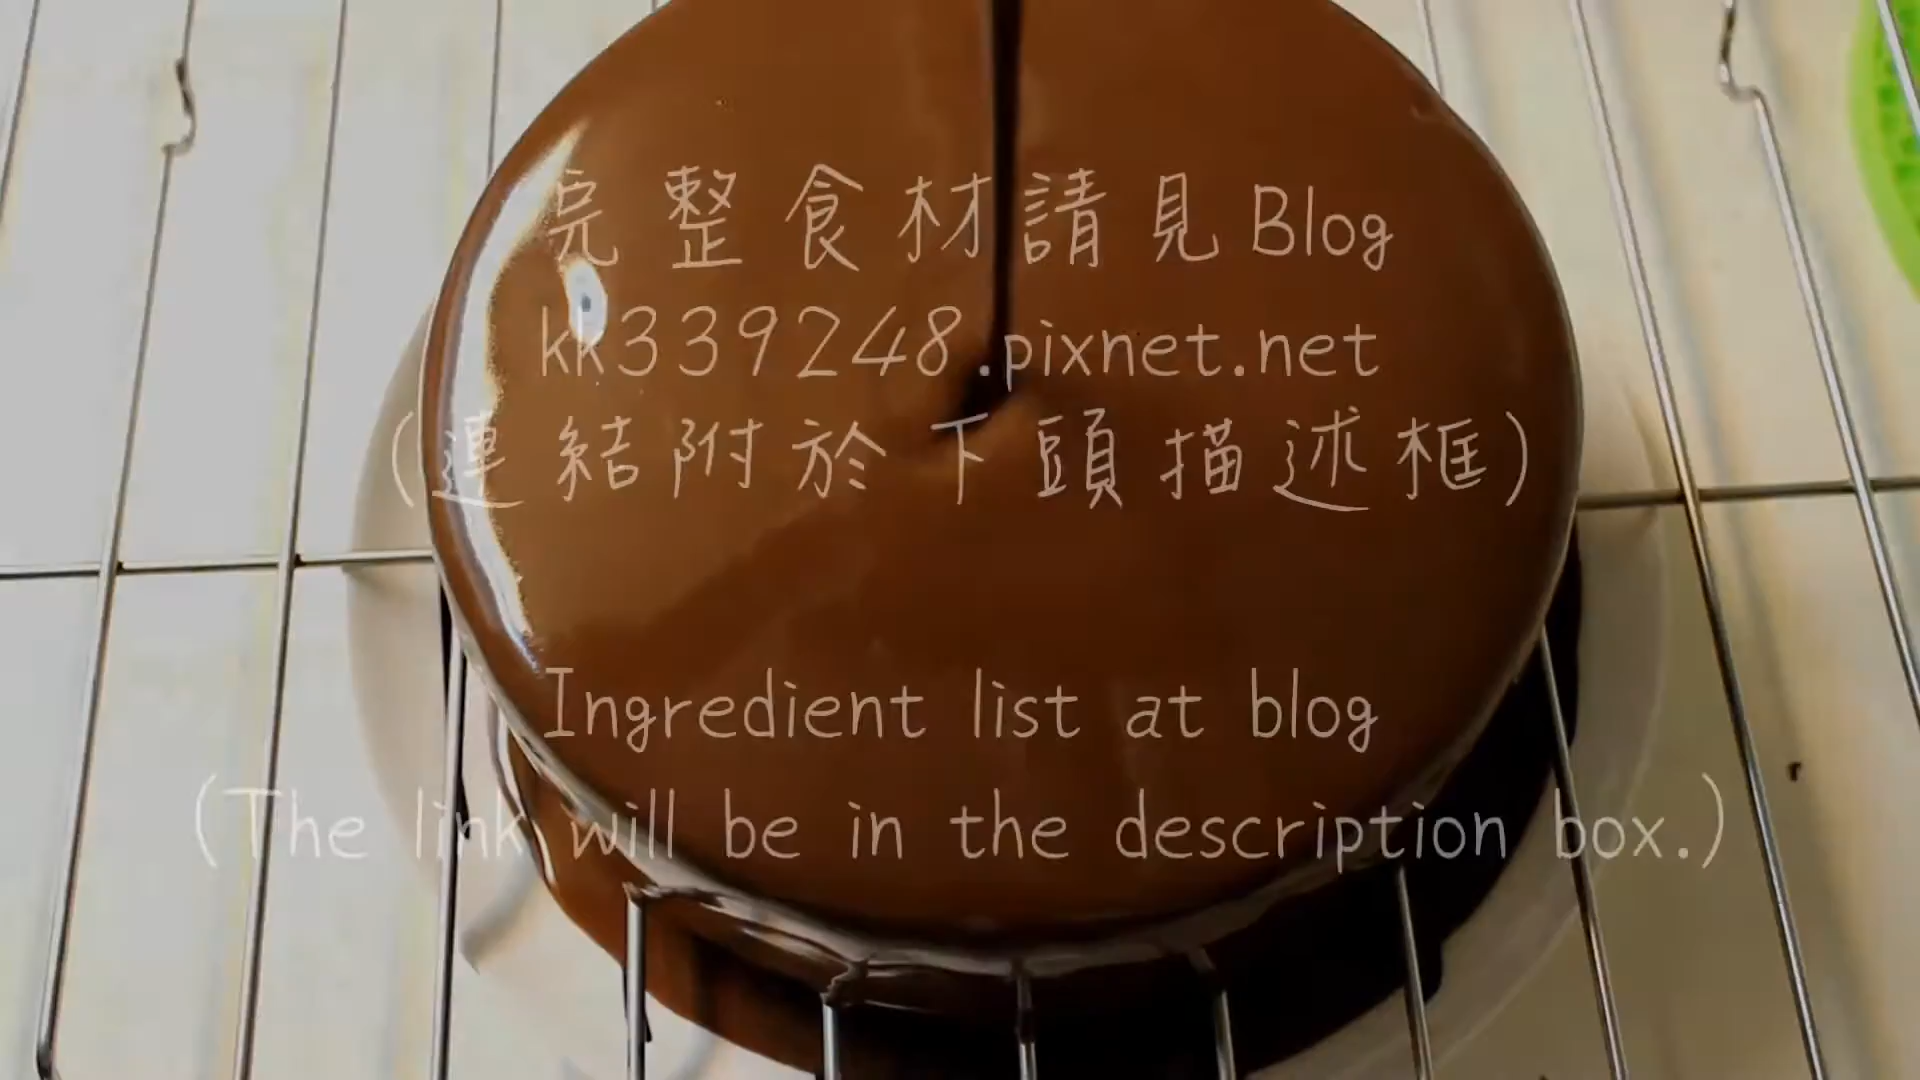 完整食材請見Blog
kk339248.pixnet.net
(連結附於下頭描述框)
Ingredient list at blog
(The link will be in the description box.)